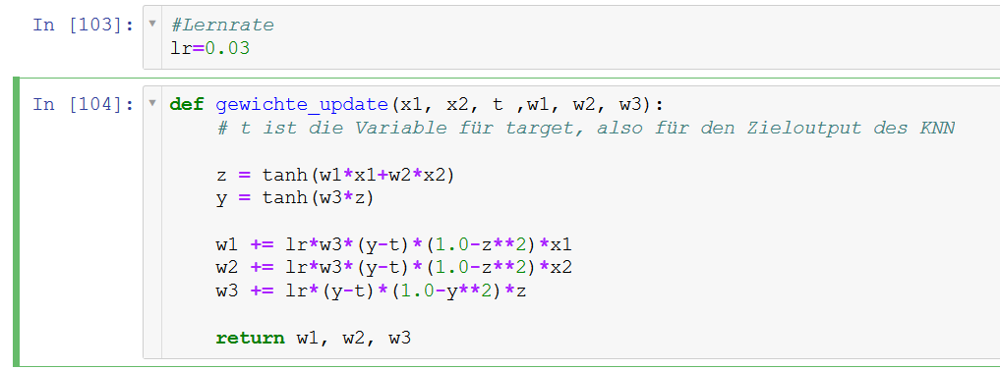 In [103]:
#Lernrate
lr=0.03
In [104]:
def gewichte_update(x1, x2, t ,w1, w2, w3):
# t ist die Variable für target, also für den Zieloutput des KNN
z = tanh(w1*x1+w2*x2)
y = tanh(w3*z)
w1 += lr*w3*(y-t)*(1.0-z**2)*x1
w2 += lr*w3*(y-t)*(1.0-z**2)*x2
w3 += lr*(y-t)*(1.0-y**2)*z
return w1, w2, w3